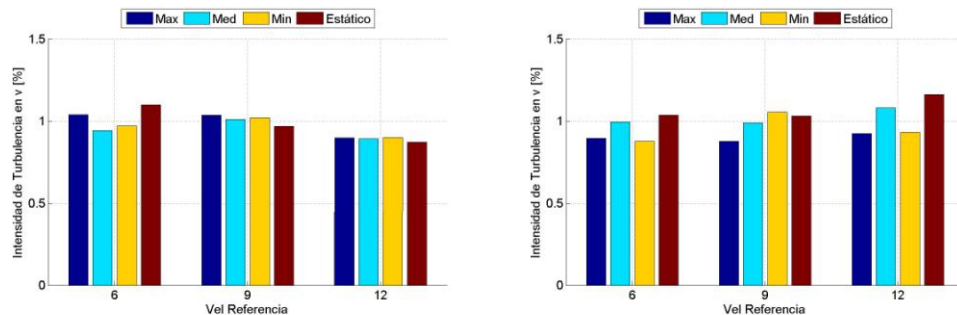 Max Med Min Estático
Intensidad de Turbulencia en v [%]
1.5
1
0.5
0
6 9 12
Vel Referencia
Max Med Min Estático
Intensidad de Turbulencia en v [%]
1.5
1
0.5
0
6 9 12
Vel Referencia